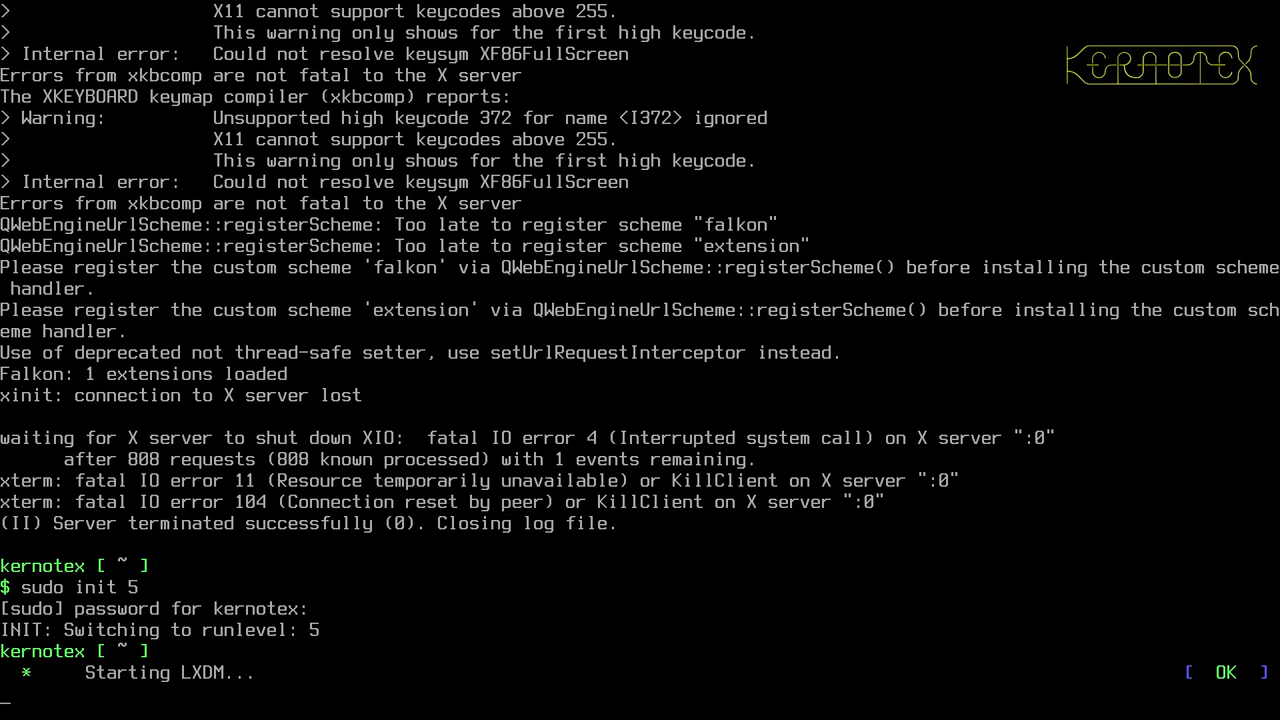 >                   X11 cannot support keycodes above 255.
>                   This warning only shows for the first high keycode.
> Internal error:   Could not resolve keysym XF86FullScreen
Errors from xkbcomp are not fatal to the X server
The XKEYBOARD keymap compiler (xkbcomp) reports:
> Warning:          Unsupported high keycode 372 for name <I372> ignored
>                   X11 cannot support keycodes above 255.
>                   This warning only shows for the first high keycode.
> Internal error:   Could not resolve keysym XF86FullScreen
Errors from xkbcomp are not fatal to the X server
QWebEngineUrlScheme::registerScheme: Too late to register scheme "falkon"
QWebEngineUrlScheme::registerScheme: Too late to register scheme "extension"
Please register the custom scheme 'falkon' via QWebEngineUrlScheme::registerScheme() before installing the custom scheme
 handler.
Please register the custom scheme 'extension' via QWebEngineUrlScheme::registerScheme() before installing the custom sch
eme handler.
Use of deprecated not thread-safe setter, use setUrlRequestInterceptor instead.
Falkon: 1 extensions loaded
xinit: connection to X server lost
waiting for X server to shut down XIO:  fatal IO error 4 (Interrupted system call) on X server ":0"
      after 808 requests (808 known processed) with 1 events remaining.
xterm: fatal IO error 11 (Resource temporarily unavailable) or KillClient on X server ":0"
xterm: fatal IO error 104 (Connection reset by peer) or KillClient on X server ":0"
(II) Server terminated successfully (0). Closing log file.
kernotex [ ~ ]
$ sudo init 5
[sudo] password for kernotex:
INIT: Switching to runlevel: 5
kernotex [ ~ ]
  *     Starting LXDM...                                                                                       [  OK  ]
_
KERNOTEX